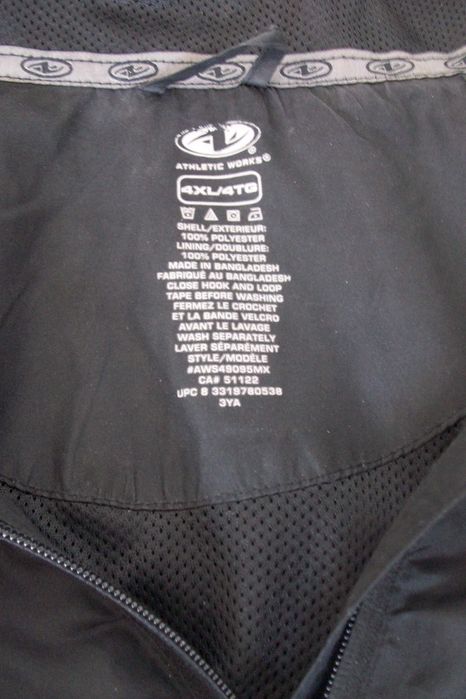 ATHLETIC WORKS®
4XL/4TG
SHELL/EXTERIEUR:
100% POLYESTER
LINING/DOUBLURE:
100% POLYESTER
MADE IN BANGLADESH
FABRIQUÉ AU BANGLADESH
CLOSE HOOK AND LOOP
TAPE BEFORE WASHING
FERMEZ LE CROCHET
ET LA BANDE VELCRO
AVANT LE LAVAGE
WASH SEPARATELY
LAVER SÉPARÉMENT
STYLE/MODÈLE
#AWS49095MX
CA# 51122
UPC 8 3319780538
3YA